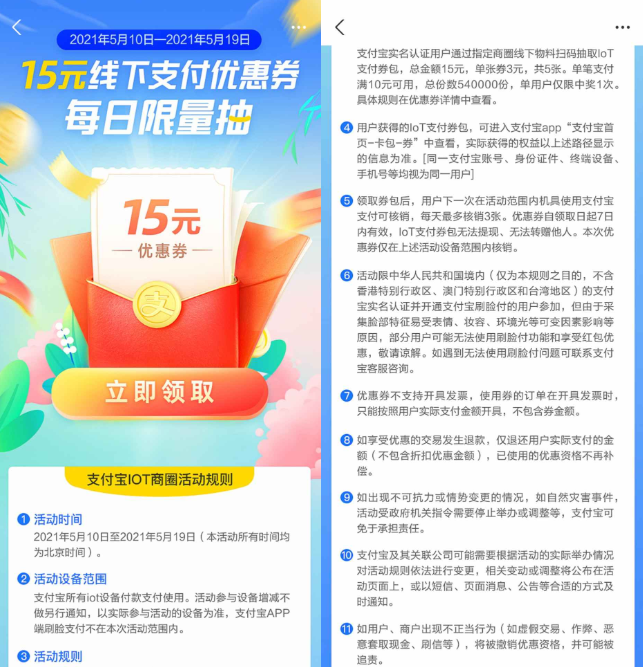 2021年5月10日—2021年5月19日
15元线下支付优惠券
每日限量抽
15元
优惠券
支
立即领取
支付宝IOT商圈活动规则
1 活动时间
2021年5月10日至2021年5月19日（本活动所有时间均
为北京时间）。
2 活动设备范围
支付宝所有iot设备付款支付使用。活动参与设备增减不
做另行通知，以实际参与活动的设备为准，支付宝APP
端刷脸支付不在本次活动范围内。
3 活动规则
支付宝实名认证用户通过指定商圈线下物料扫码抽取IoT
支付券包，总金额15元，单张券3元，共5张。单笔支付
满10元可用，总份数540000份，单用户仅限中奖1次。
具体规则在优惠券详情中查看。
4 用户获得的IoT支付券包，可进入支付宝app“支付宝首
页-卡包-券”中查看，实际获得的权益以上述路径显示
的信息为准。[同一支付宝账号、身份证件、终端设备、
手机号等均视为同一用户]
5 领取券包后，用户下一次在活动范围内机具使用支付宝
支付可核销，每天最多核销3张。优惠券自领取日起7日
内有效，IoT支付券包无法提现、无法转赠他人。本次优
惠券仅在上述活动设备范围内核销。
6 活动限中华人民共和国境内（仅为本规则之目的，不含
香港特别行政区、澳门特别行政区和台湾地区）的支付
宝实名认证并开通支付宝刷脸付的用户参加，但由于采
集脸部特征易受表情、妆容、环境光等可变因素影响等
原因，部分用户可能无法使用刷脸付功能和享受红包优
惠，敬请谅解。如遇到无法使用刷脸付问题可联系支付
宝客服咨询。
7 优惠券不支持开具发票，使用券的订单在开具发票时，
只能按照用户实际支付金额开具，不包含券金额。
8 如享受优惠的交易发生退款，仅退还用户实际支付的金
额（不包含折扣优惠金额），已使用的优惠资格不再补
偿。
9 如出现不可抗力或情势变更的情况，如自然灾害事件，
活动受政府机关指令需要停止举办或调整等，支付宝可
免于承担责任。
10 支付宝及其关联公司可能需要根据活动的实际举办情况
对活动规则依法进行变更，相关变动或调整将公布在活
动页面上，或以短信、页面消息、公告等合适的方式及
时通知。
11 如用户、商户出现不正当行为（如虚假交易、作弊、恶
意套取现金、刷信等），将被撤销优惠资格，并可能被
追责。